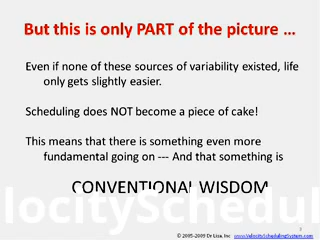 But this is only PART of the picture ...
Even if none of these sources of variability existed, life
only gets slightly easier.
Scheduling does NOT become a piece of cake!
This means that there is something even more
fundamental going on --- And that something is
CONVENTIONAL WISDOM
locitySchedul
7
© 2005-2009 Dr Lisa, Inc www.VelocitySchedulingSystem.com